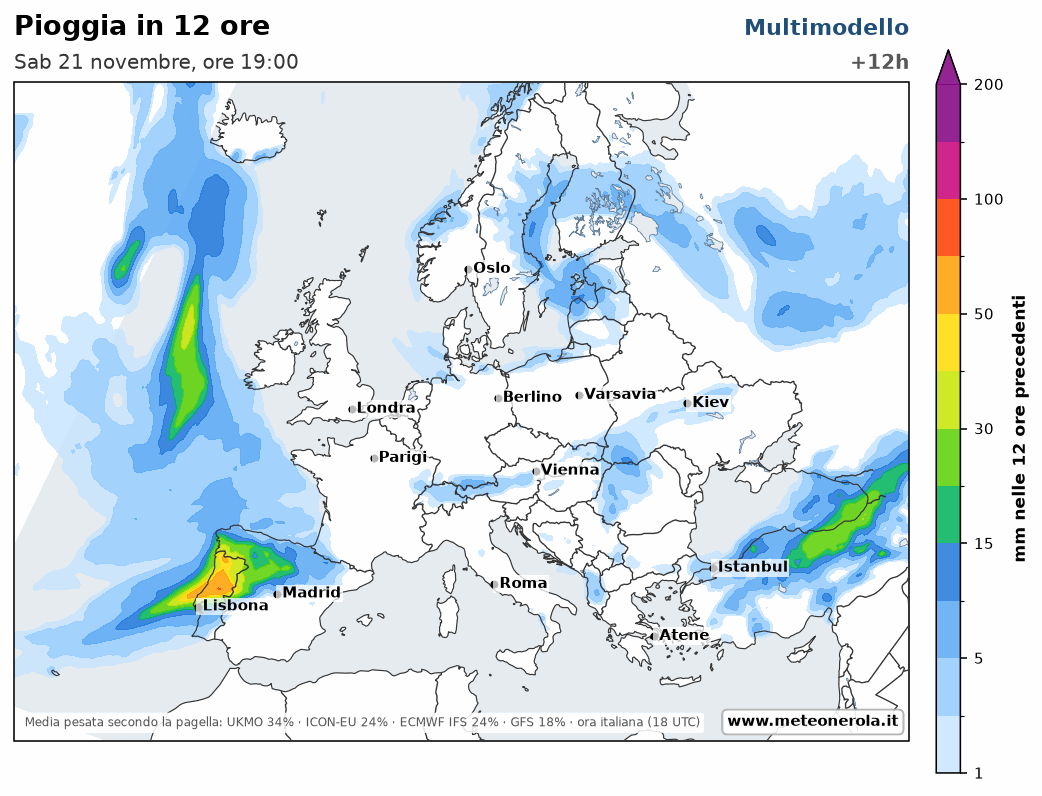 Pioggia in 12 ore
Multimodello
Sab 21 novembre, ore 19:00
+12h
200
100
50
30
15
5
1
mm nelle 12 ore precedenti
Oslo
Berlino
Varsavia
Kiev
Londra
Parigi
Vienna
Istanbul
Roma
Madrid
Lisbona
Atene
Media pesata secondo la pagella: UKMO 34% · ICON-EU 24% · ECMWF IFS 24% · GFS 18% · ora italiana (18 UTC)
www.meteonerola.it